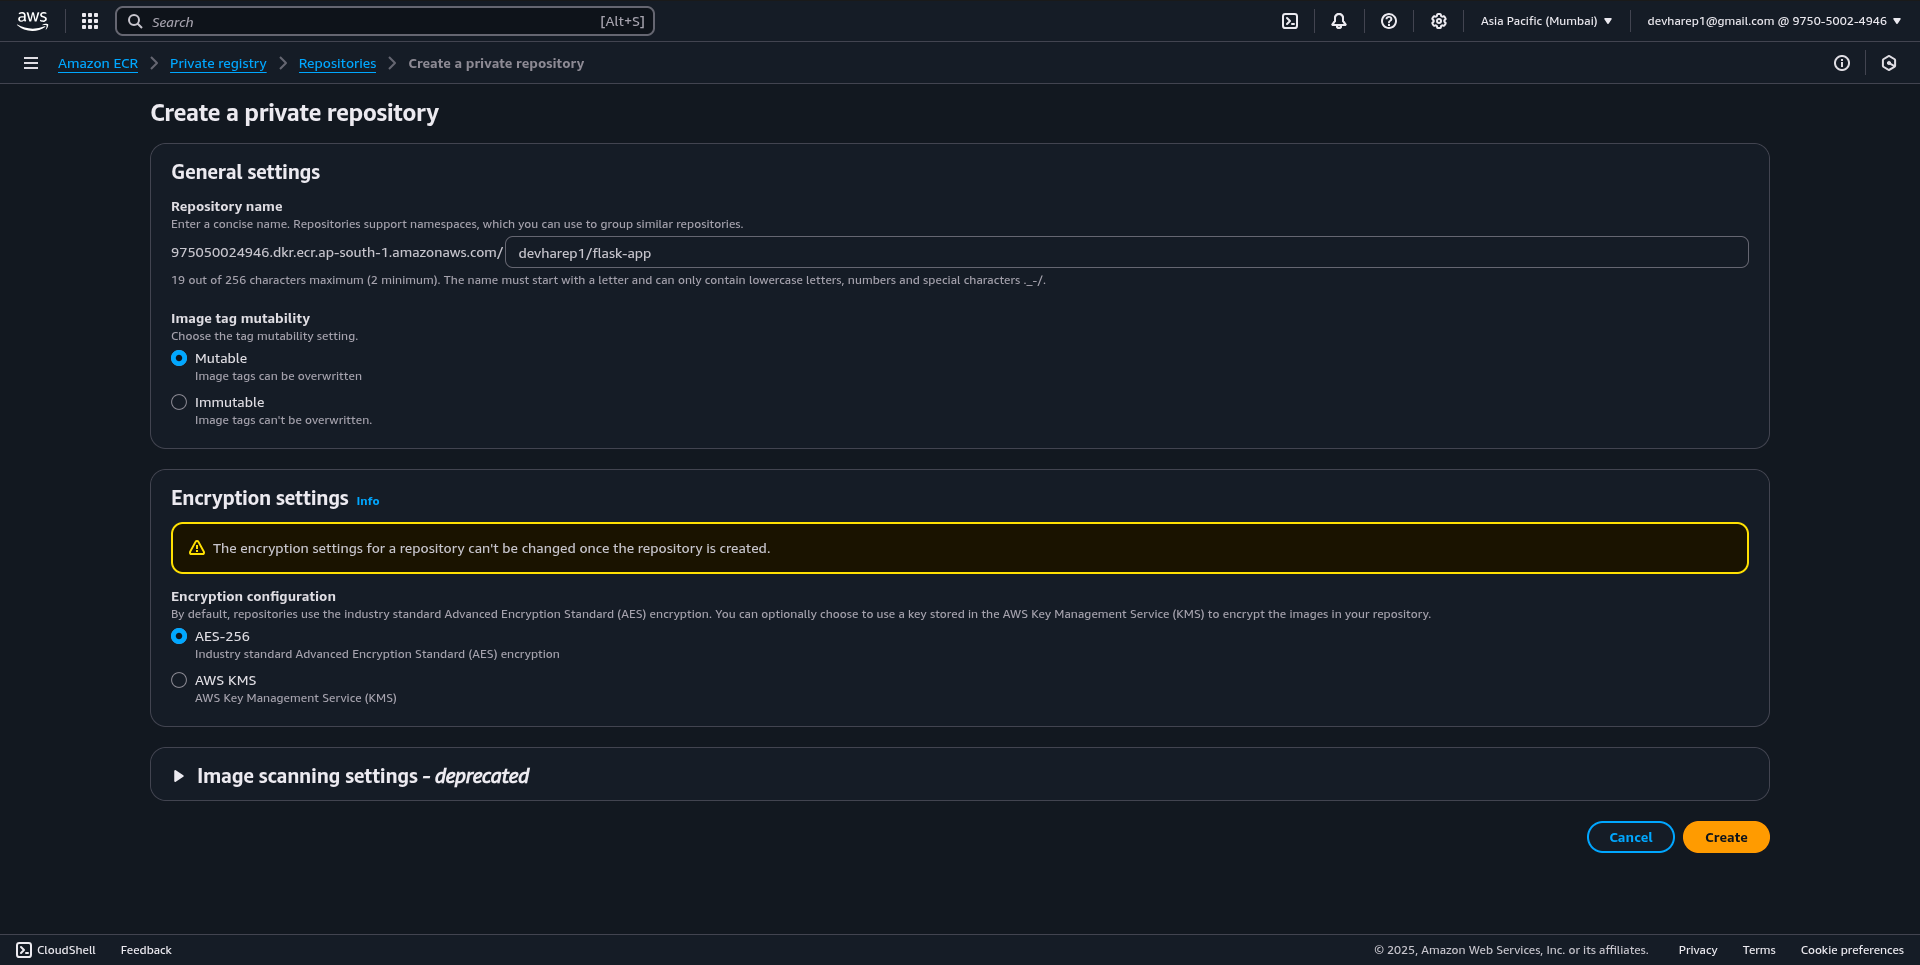 aws
Search [Alt+S]
Asia Pacific (Mumbai)
devharep1@gmail.com @ 9750-5002-4946
Amazon ECR
Private registry
Repositories
Create a private repository
Create a private repository
General settings
Repository name
Enter a concise name. Repositories support namespaces, which you can use to group similar repositories.
975050024946.dkr.ecr.ap-south-1.amazonaws.com/ devharep1/flask-app
19 out of 256 characters maximum (2 minimum). The name must start with a letter and can only contain lowercase letters, numbers and special characters ._-/.
Image tag mutability
Choose the tag mutability setting.
Mutable
Image tags can be overwritten
Immutable
Image tags can't be overwritten.
Encryption settings Info
The encryption settings for a repository can't be changed once the repository is created.
Encryption configuration
By default, repositories use the industry standard Advanced Encryption Standard (AES) encryption. You can optionally choose to use a key stored in the AWS Key Management Service (KMS) to encrypt the images in your repository.
AES-256
Industry standard Advanced Encryption Standard (AES) encryption
AWS KMS
AWS Key Management Service (KMS)
Image scanning settings - deprecated
Cancel
Create
CloudShell
Feedback
© 2025, Amazon Web Services, Inc. or its affiliates.
Privacy
Terms
Cookie preferences